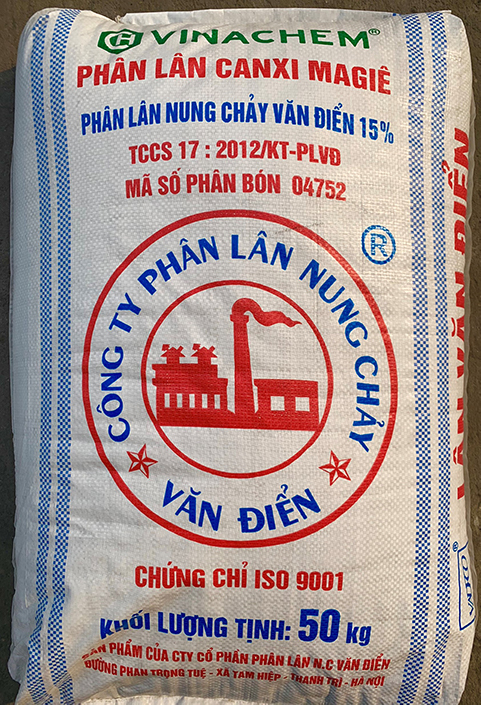 VINACHEM®
PHÂN LÂN CANXI MAGIÊ
PHÂN LÂN NUNG CHẢY VĂN ĐIỂN 15%
TCCS 17 : 2012/KT-PLVĐ
MÃ SỐ PHÂN BÓN 04752
®
CÔNG TY PHÂN LÂN NUNG CHẢY
VĂN ĐIỂN
CHỨNG CHỈ ISO 9001
KHỐI LƯỢNG TỊNH: 50 kg
SẢN PHẨM CỦA CTY CỔ PHẦN PHÂN LÂN N.C VĂN ĐIỂN
ĐƯỜNG PHAN TRỌNG TUỆ - XÃ TAM HIỆP - THANH TRÌ - HÀ NỘI
LÂN VĂN ĐIỂN